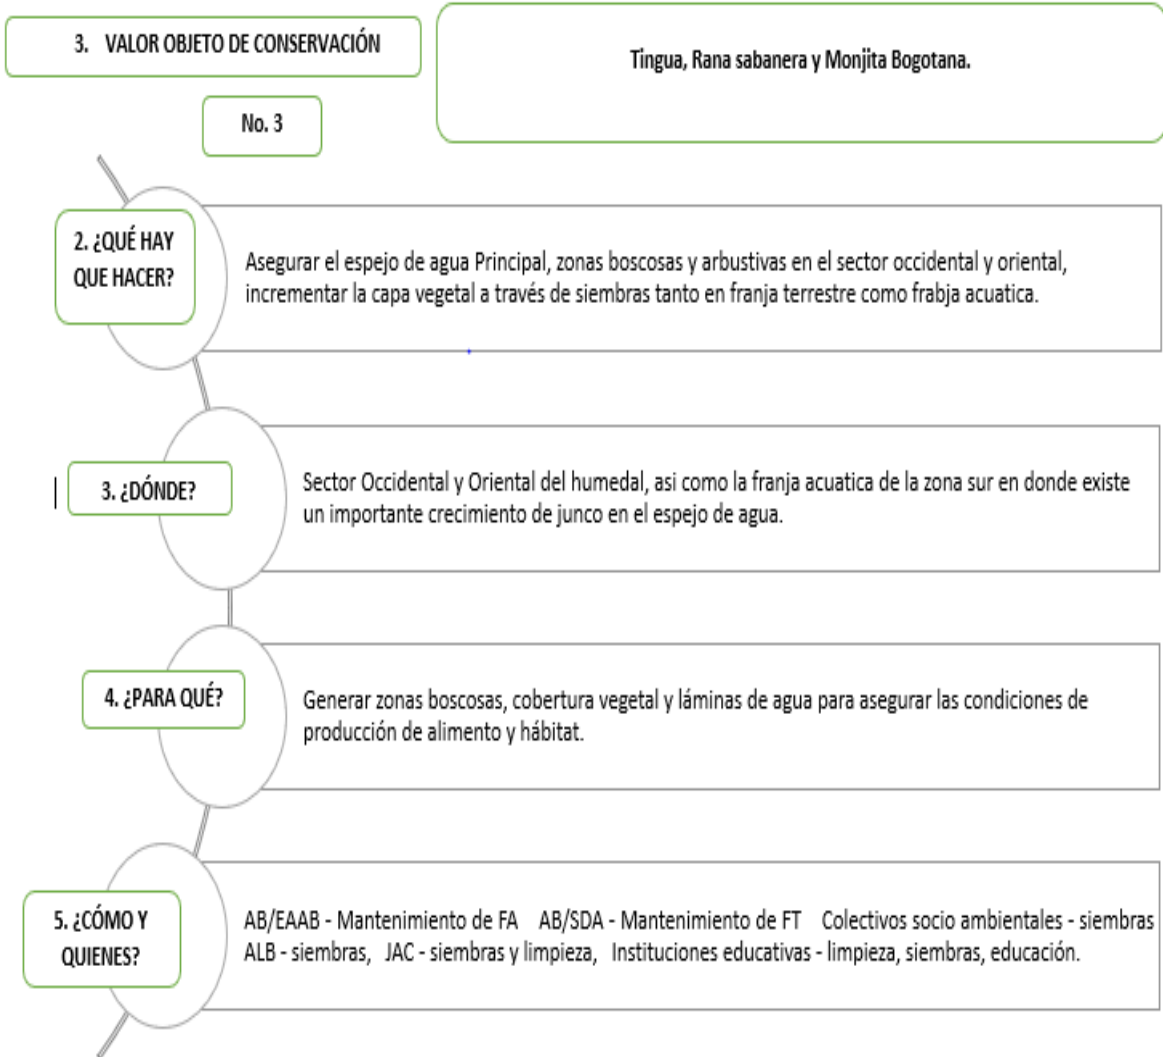 3. VALOR OBJETO DE CONSERVACIÓN
Tingua, Rana sabanera y Monjita Bogotana.
No. 3
2. ¿QUÉ HAY
QUE HACER?
Asegurar el espejo de agua Principal, zonas boscosas y arbustivas en el sector occidental y oriental,
incrementar la capa vegetal a través de siembras tanto en franja terrestre como frabja acuatica.
3. ¿DÓNDE?
Sector Occidental y Oriental del humedal, asi como la franja acuatica de la zona sur en donde existe
un importante crecimiento de junco en el espejo de agua.
4. ¿PARA QUÉ?
Generar zonas boscosas, cobertura vegetal y láminas de agua para asegurar las condiciones de
producción de alimento y hábitat.
5. ¿CÓMO Y
QUIENES?
AB/EAAB - Mantenimiento de FA AB/SDA - Mantenimiento de FT Colectivos socio ambientales - siembras
ALB - siembras, JAC - siembras y limpieza, Instituciones educativas - limpieza, siembras, educación.